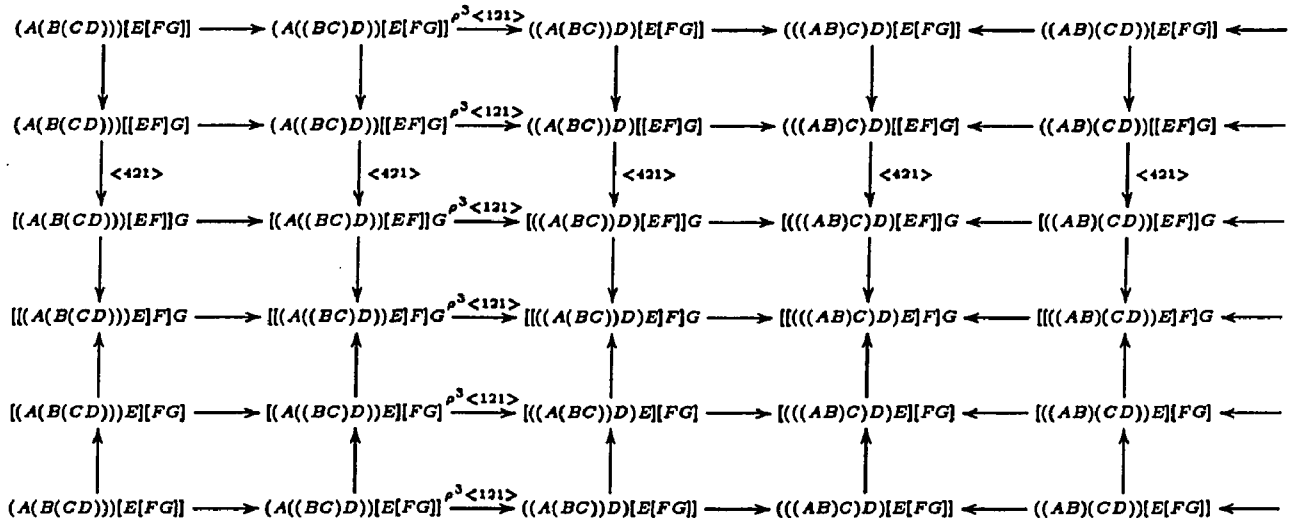 (A(B(CD)))[E[FG]] → (A((BC)D))[E[FG]] ρ³<121> → ((A(BC))D)[E[FG]] → (((AB)C)D)[E[FG]] ← ((AB)(CD))[E[FG]] ←
(A(B(CD)))[[EF]G] → (A((BC)D))[[EF]G] ρ³<121> → ((A(BC))D)[[EF]G] → (((AB)C)D)[[EF]G] ← ((AB)(CD))[[EF]G] ←
<421> <421> <421> <421> <421>
[(A(B(CD)))[EF]]G → [(A((BC)D))[EF]]G ρ³<121> → [((A(BC))D)[EF]]G → [(((AB)C)D)[EF]]G ← [((AB)(CD))[EF]]G ←
[[(A(B(CD)))E]F]G → [[(A((BC)D))E]F]G ρ³<121> → [[((A(BC))D)E]F]G → [[(((AB)C)D)E]F]G ← [[((AB)(CD))E]F]G ←
[(A(B(CD)))E][FG] → [(A((BC)D))E][FG] ρ³<121> → [((A(BC))D)E][FG] → [(((AB)C)D)E][FG] ← [((AB)(CD))E][FG] ←
(A(B(CD)))[E[FG]] → (A((BC)D))[E[FG]] ρ³<121> → ((A(BC))D)[E[FG]] → (((AB)C)D)[E[FG]] ← ((AB)(CD))[E[FG]] ←